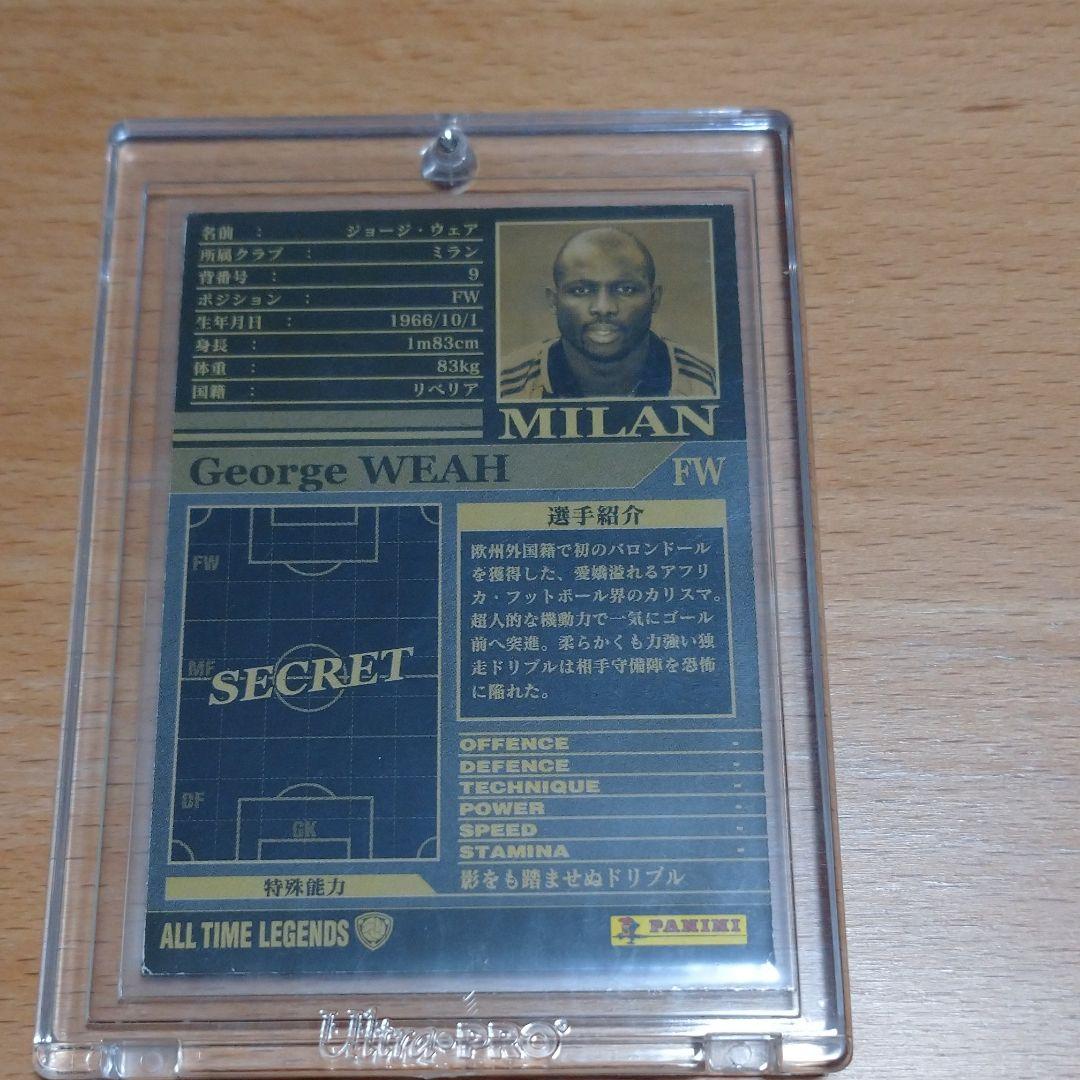 名前 : ジョージ・ウェア
所属クラブ : ミラン
背番号 : 9
ポジション : FW
生年月日 : 1966/10/1
身長 : 1m83cm
体重 : 83kg
国籍 : リベリア
MILAN
George WEAH FW
選手紹介
欧州外国籍で初のバロンドール
を獲得した、愛嬌溢れるアフリ
カ・フットボール界のカリスマ。
超人的な機動力で一気にゴール
前へ突進。柔らかくも力強い独
走ドリブルは相手守備陣を恐怖
に陥れた。
FW
MF
SECRET
DF
GK
OFFENCE -
DEFENCE -
TECHNIQUE -
POWER -
SPEED -
STAMINA -
特殊能力 影をも踏ませぬドリブル
ALL TIME LEGENDS
PANINI
Ultra•PRO®